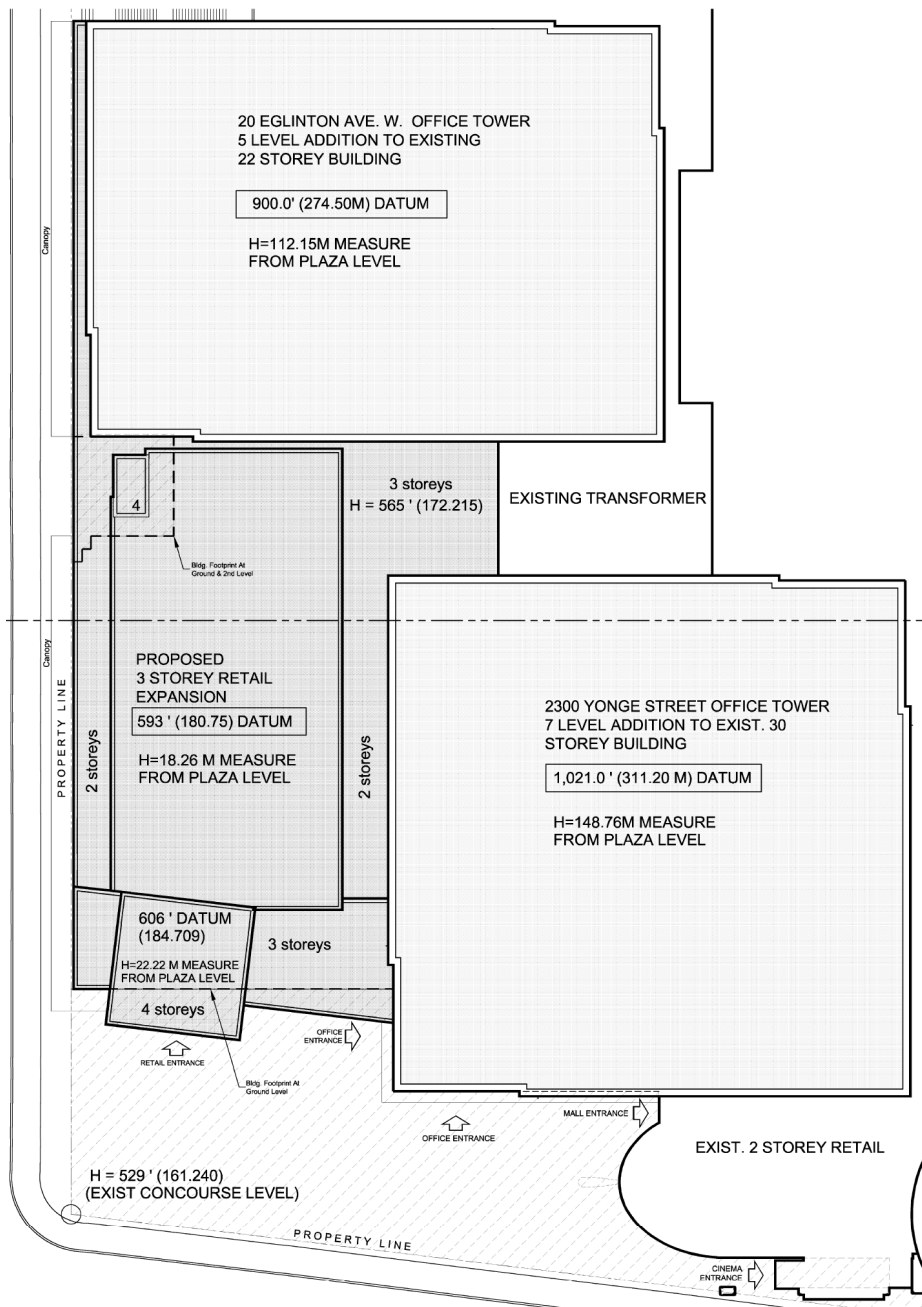 20 EGLINTON AVE. W. OFFICE TOWER
5 LEVEL ADDITION TO EXISTING
22 STOREY BUILDING
900.0' (274.50M) DATUM
H=112.15M MEASURE
FROM PLAZA LEVEL
Canopy
3 storeys
H = 565 ' (172.215)
EXISTING TRANSFORMER
4
Bldg. Footprint At
Ground & 2nd Level
Canopy
PROPERTY LINE
2 storeys
PROPOSED
3 STOREY RETAIL
EXPANSION
593 ' (180.75) DATUM
H=18.26 M MEASURE
FROM PLAZA LEVEL
2 storeys
2300 YONGE STREET OFFICE TOWER
7 LEVEL ADDITION TO EXIST. 30
STOREY BUILDING
1,021.0 ' (311.20 M) DATUM
H=148.76M MEASURE
FROM PLAZA LEVEL
606 ' DATUM
(184.709)
H=22.22 M MEASURE
FROM PLAZA LEVEL
4 storeys
3 storeys
OFFICE
ENTRANCE
RETAIL ENTRANCE
Bldg. Footprint At
Ground Level
MALL ENTRANCE
OFFICE ENTRANCE
EXIST. 2 STOREY RETAIL
H = 529 ' (161.240)
(EXIST CONCOURSE LEVEL)
PROPERTY LINE
CINEMA
ENTRANCE